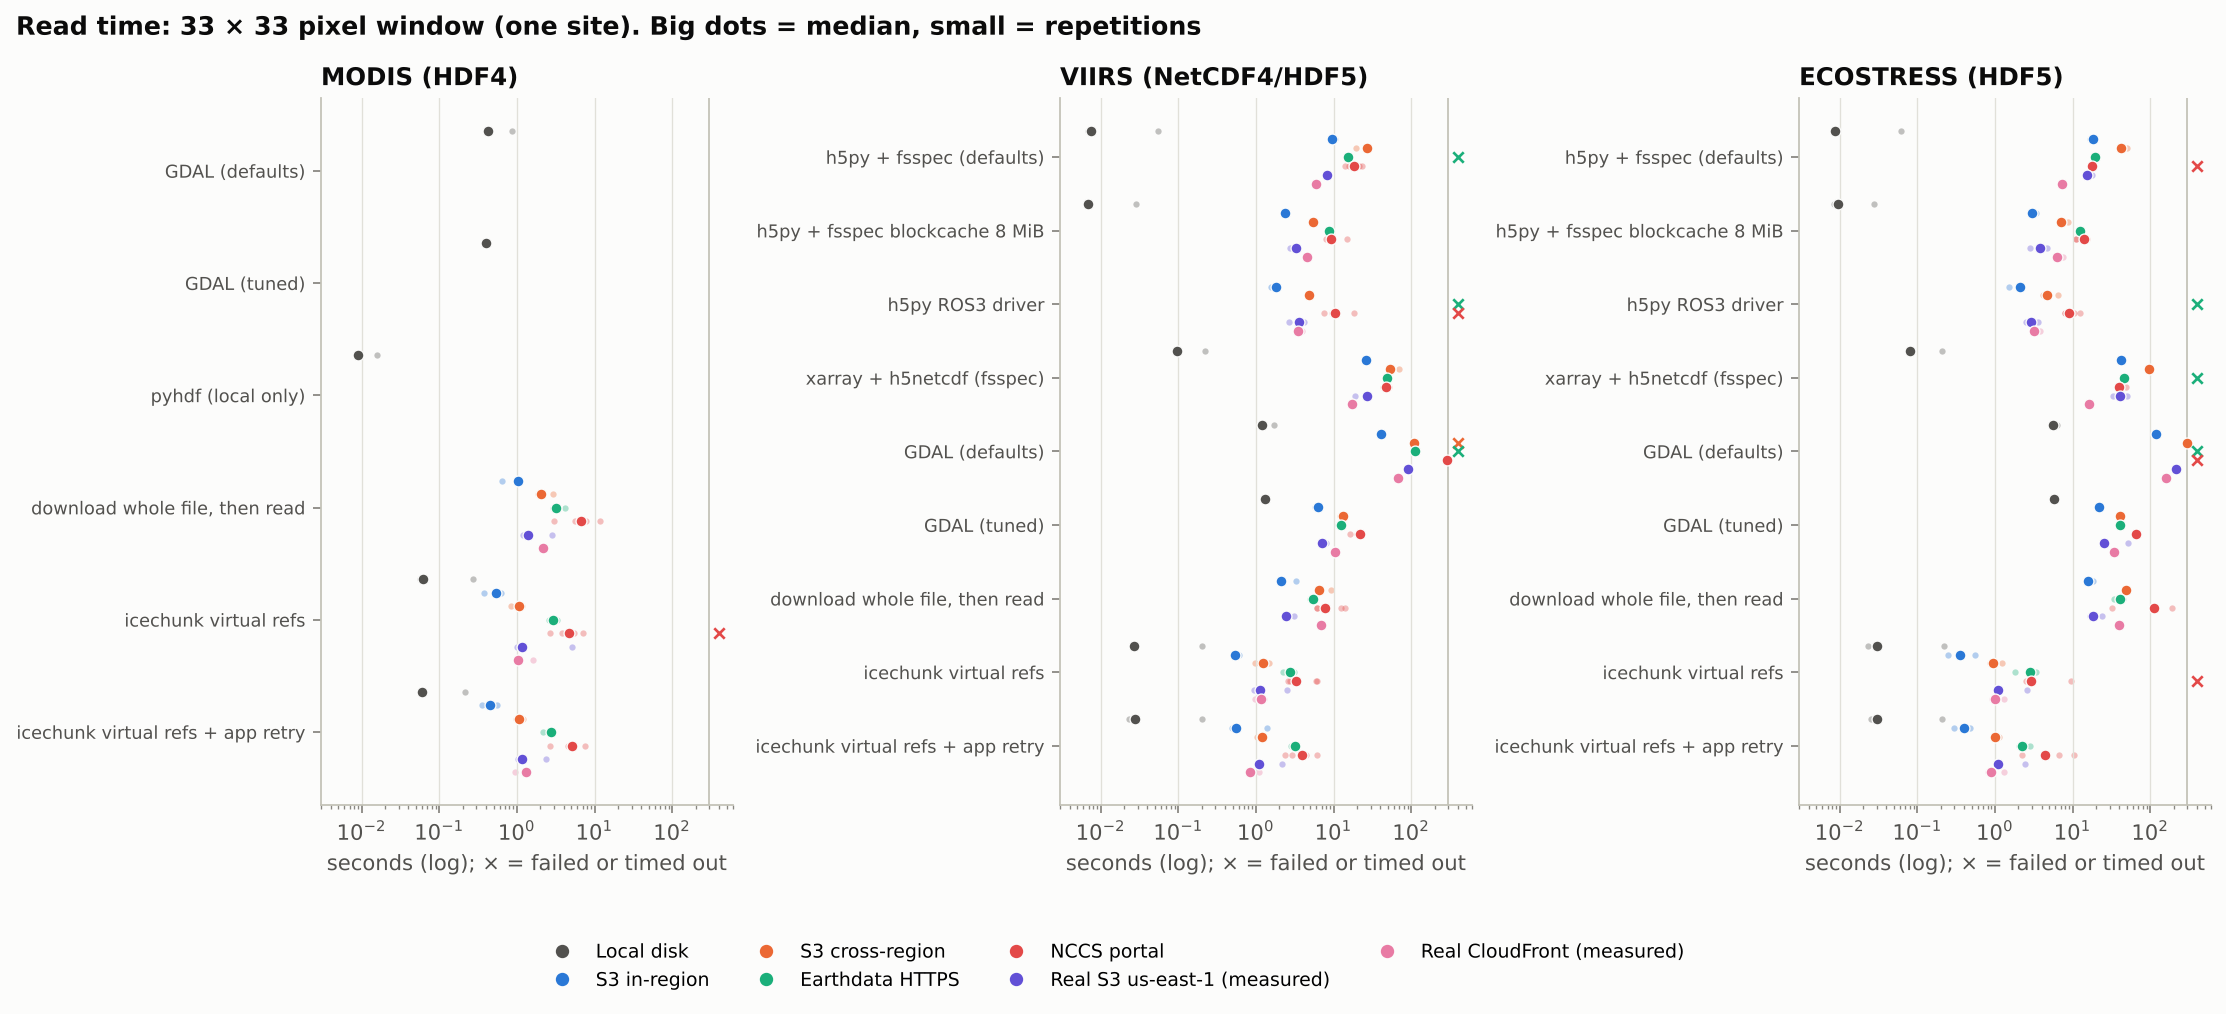 Read time: 33 × 33 pixel window (one site). Big dots = median, small = repetitions
MODIS (HDF4)
GDAL (defaults)
GDAL (tuned)
pyhdf (local only)
download whole file, then read
icechunk virtual refs
icechunk virtual refs + app retry
10⁻² 10⁻¹ 10⁰ 10¹ 10²
seconds (log); × = failed or timed out
VIIRS (NetCDF4/HDF5)
h5py + fsspec (defaults)
h5py + fsspec blockcache 8 MiB
h5py ROS3 driver
xarray + h5netcdf (fsspec)
GDAL (defaults)
GDAL (tuned)
download whole file, then read
icechunk virtual refs
icechunk virtual refs + app retry
10⁻² 10⁻¹ 10⁰ 10¹ 10²
seconds (log); × = failed or timed out
ECOSTRESS (HDF5)
h5py + fsspec (defaults)
h5py + fsspec blockcache 8 MiB
h5py ROS3 driver
xarray + h5netcdf (fsspec)
GDAL (defaults)
GDAL (tuned)
download whole file, then read
icechunk virtual refs
icechunk virtual refs + app retry
10⁻² 10⁻¹ 10⁰ 10¹ 10²
seconds (log); × = failed or timed out
Local disk
S3 in-region
S3 cross-region
Earthdata HTTPS
NCCS portal
Real S3 us-east-1 (measured)
Real CloudFront (measured)